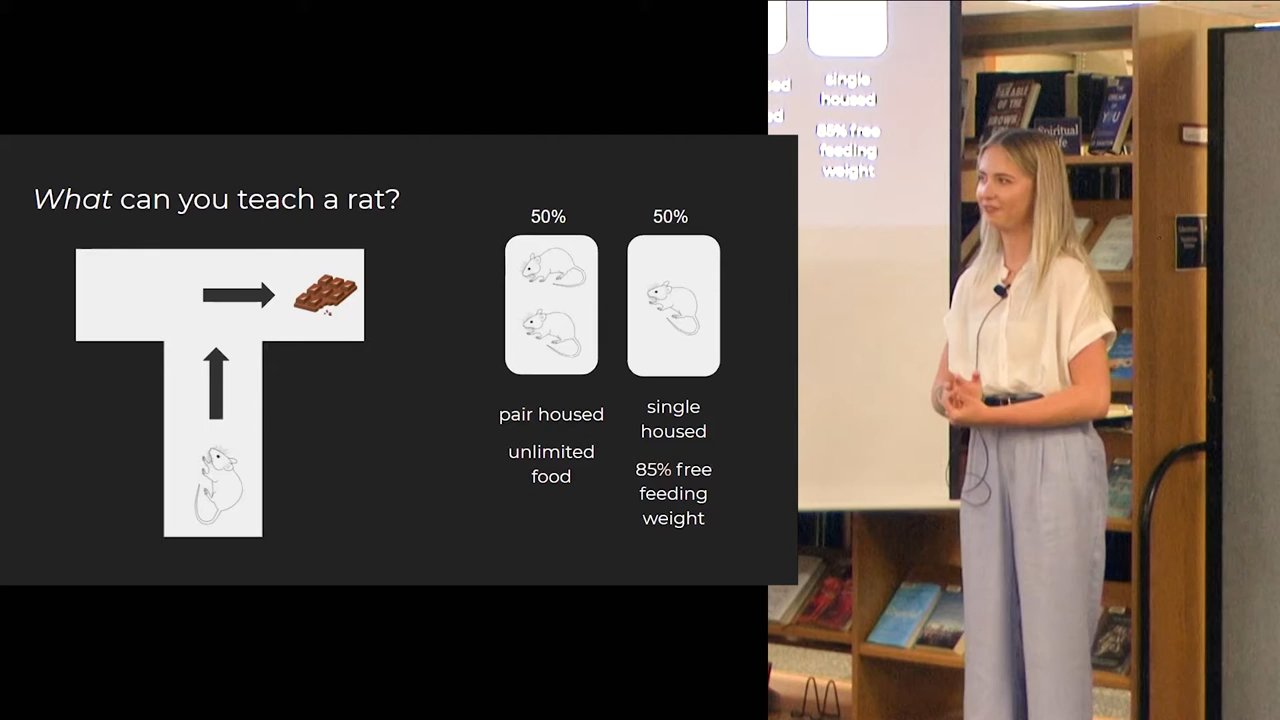 What can you teach a rat?
50%
50%
pair housed
unlimited
food
single
housed
85% free
feeding
weight
single
housed
85% free
feeding
weight
Spiritual